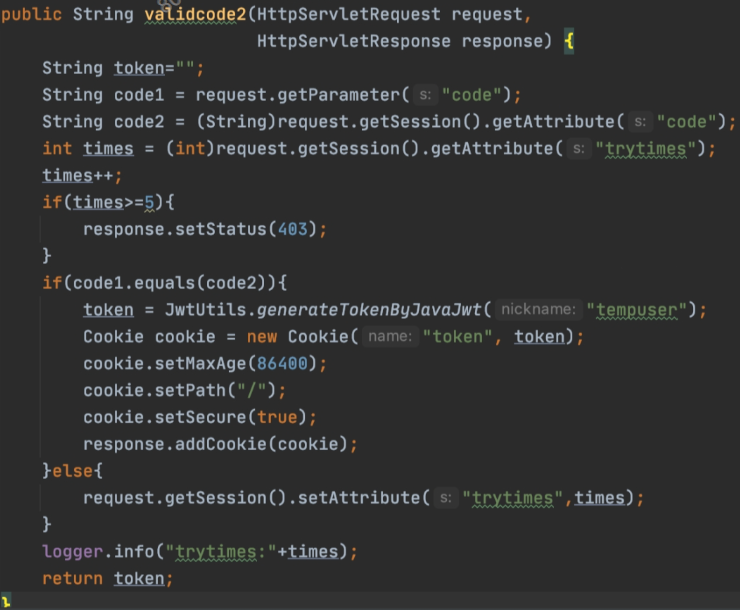 public String validcode2(HttpServletRequest request,
                         HttpServletResponse response) {
    String token="";
    String code1 = request.getParameter( s: "code");
    String code2 = (String)request.getSession().getAttribute( s: "code");
    int times = (int)request.getSession().getAttribute( s: "trytimes");
    times++;
    if(times>=5){
        response.setStatus(403);
    }
    if(code1.equals(code2)){
        token = JwtUtils.generateTokenByJavaJwt( nickname: "tempuser");
        Cookie cookie = new Cookie( name: "token", token);
        cookie.setMaxAge(86400);
        cookie.setPath("/");
        cookie.setSecure(true);
        response.addCookie(cookie);
    }else{
        request.getSession().setAttribute( s: "trytimes",times);
    }
    logger.info("trytimes:"+times);
    return token;
}